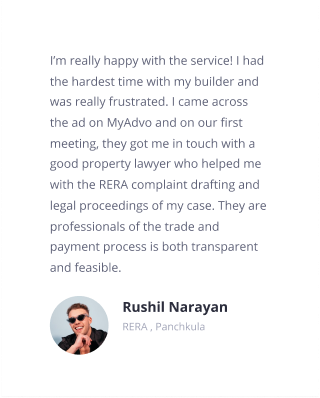 I'm really happy with the service! I had
the hardest time with my builder and
was really frustrated. I came across
the ad on MyAdvo and on our first
meeting, they got me in touch with a
good property lawyer who helped me
with the RERA complaint drafting and
legal proceedings of my case. They are
professionals of the trade and
payment process is both transparent
and feasible.
Rushil Narayan
RERA , Panchkula